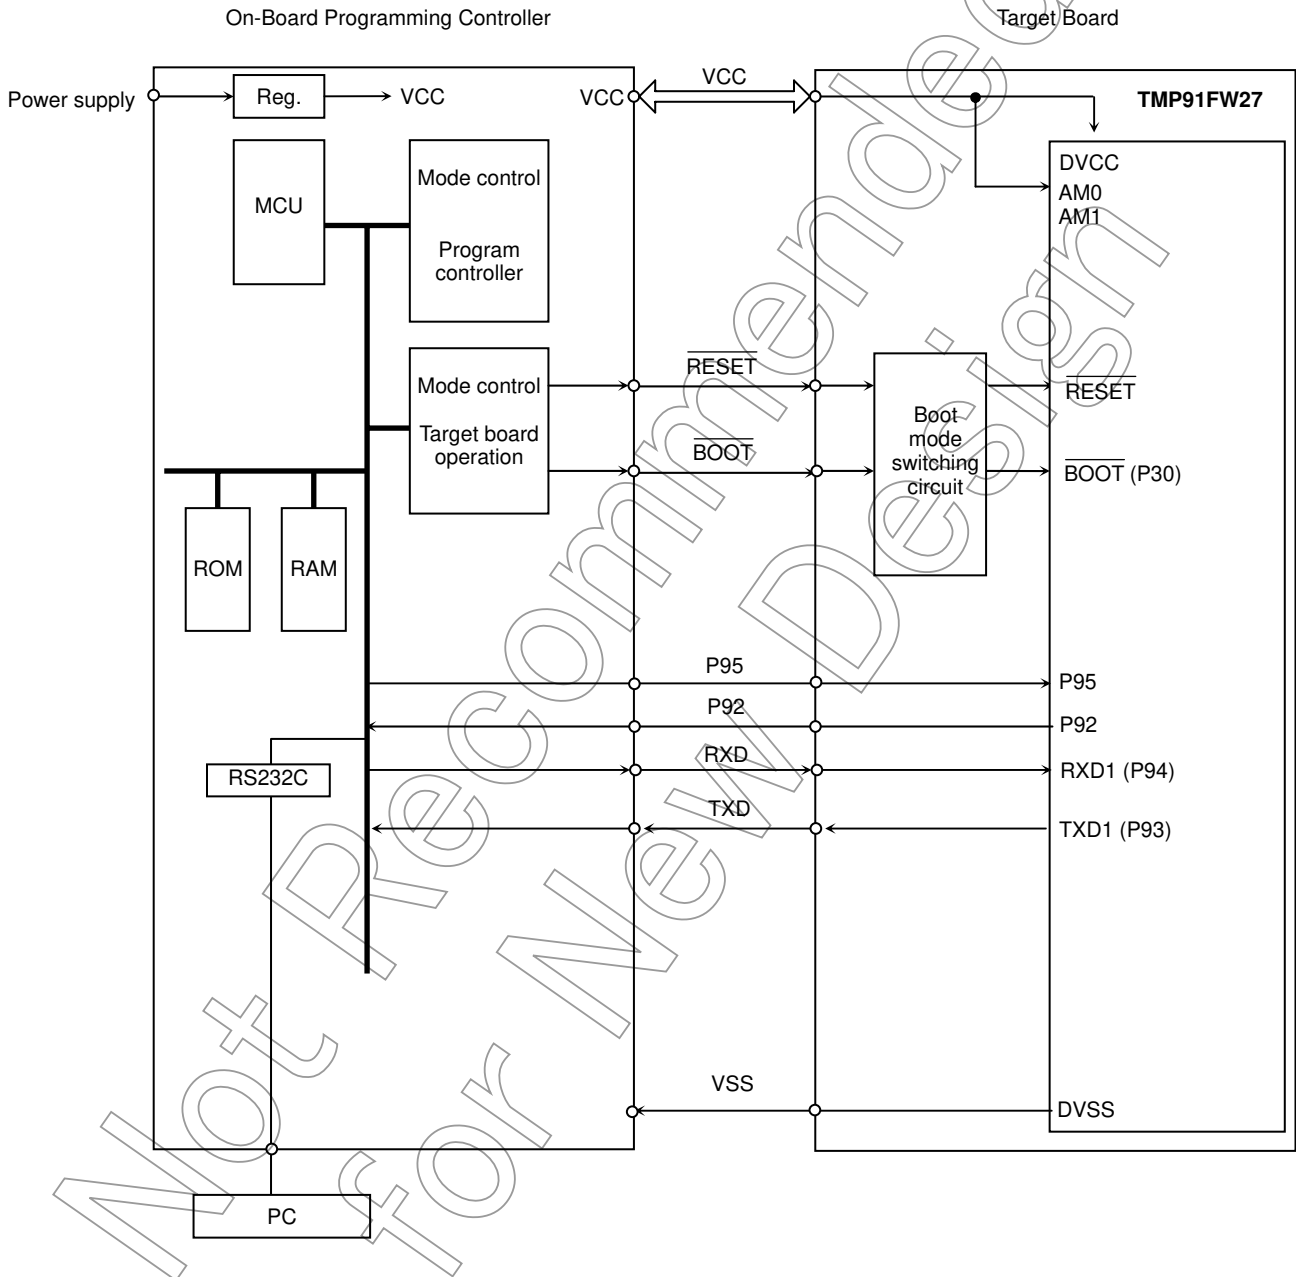 On-Board Programming Controller
Target Board
Power supply
Reg.
VCC
VCC
VCC
TMP91FW27
MCU
Mode control
Program
controller
DVCC
AM0
AM1
Mode control
Target board
operation
RESET
BOOT
Boot
mode
switching
circuit
RESET
BOOT (P30)
ROM
RAM
P95
P95
P92
P92
RS232C
RXD
RXD1 (P94)
TXD
TXD1 (P93)
VSS
DVSS
PC
Not Recommended
for New Design